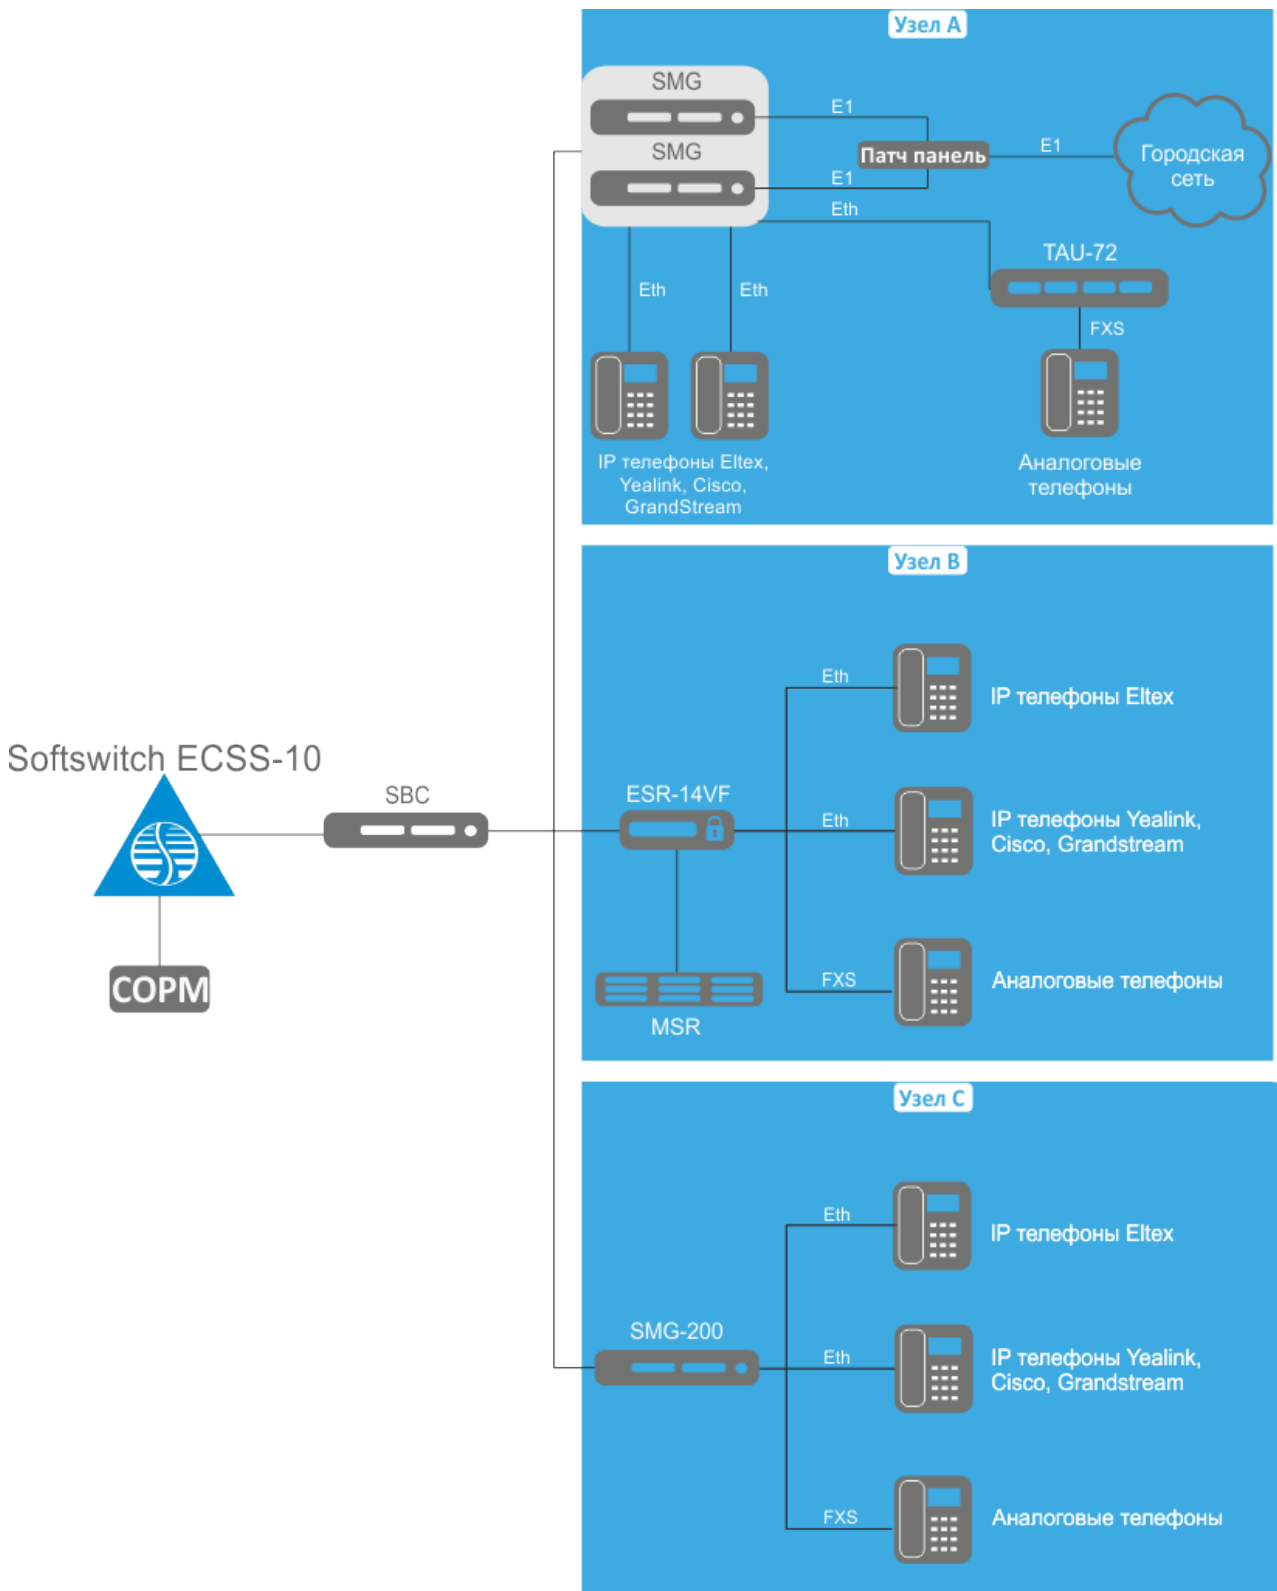 Узел A
SMG
E1
SMG
Патч панель
E1
Городская
сеть
E1
Eth
TAU-72
Eth
Eth
FXS
IP телефоны Eltex,
Yealink, Cisco,
GrandStream
Аналоговые
телефоны
Узел B
Eth
IP телефоны Eltex
Softswitch ECSS-10
SBC
ESR-14VF
Eth
IP телефоны Yealink,
Cisco, Grandstream
СОРМ
MSR
FXS
Аналоговые телефоны
Узел C
Eth
IP телефоны Eltex
SMG-200
Eth
IP телефоны Yealink,
Cisco, Grandstream
FXS
Аналоговые телефоны